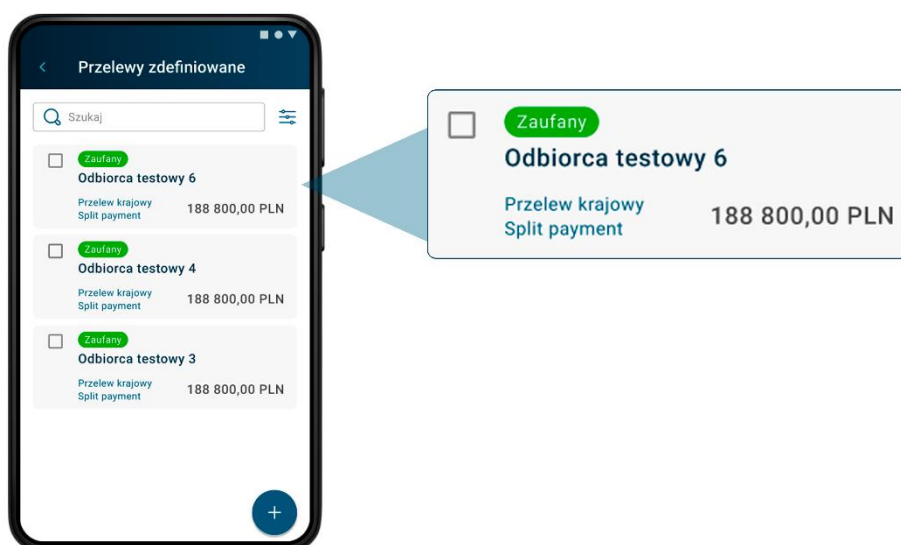 Przelewy zdefiniowane
Szukaj
Zaufany
Odbiorca testowy 6
Przelew krajowy
Split payment
188 800,00 PLN
Zaufany
Odbiorca testowy 4
Przelew krajowy
Split payment
188 800,00 PLN
Zaufany
Odbiorca testowy 3
Przelew krajowy
Split payment
188 800,00 PLN
Zaufany
Odbiorca testowy 6
Przelew krajowy
Split payment
188 800,00 PLN